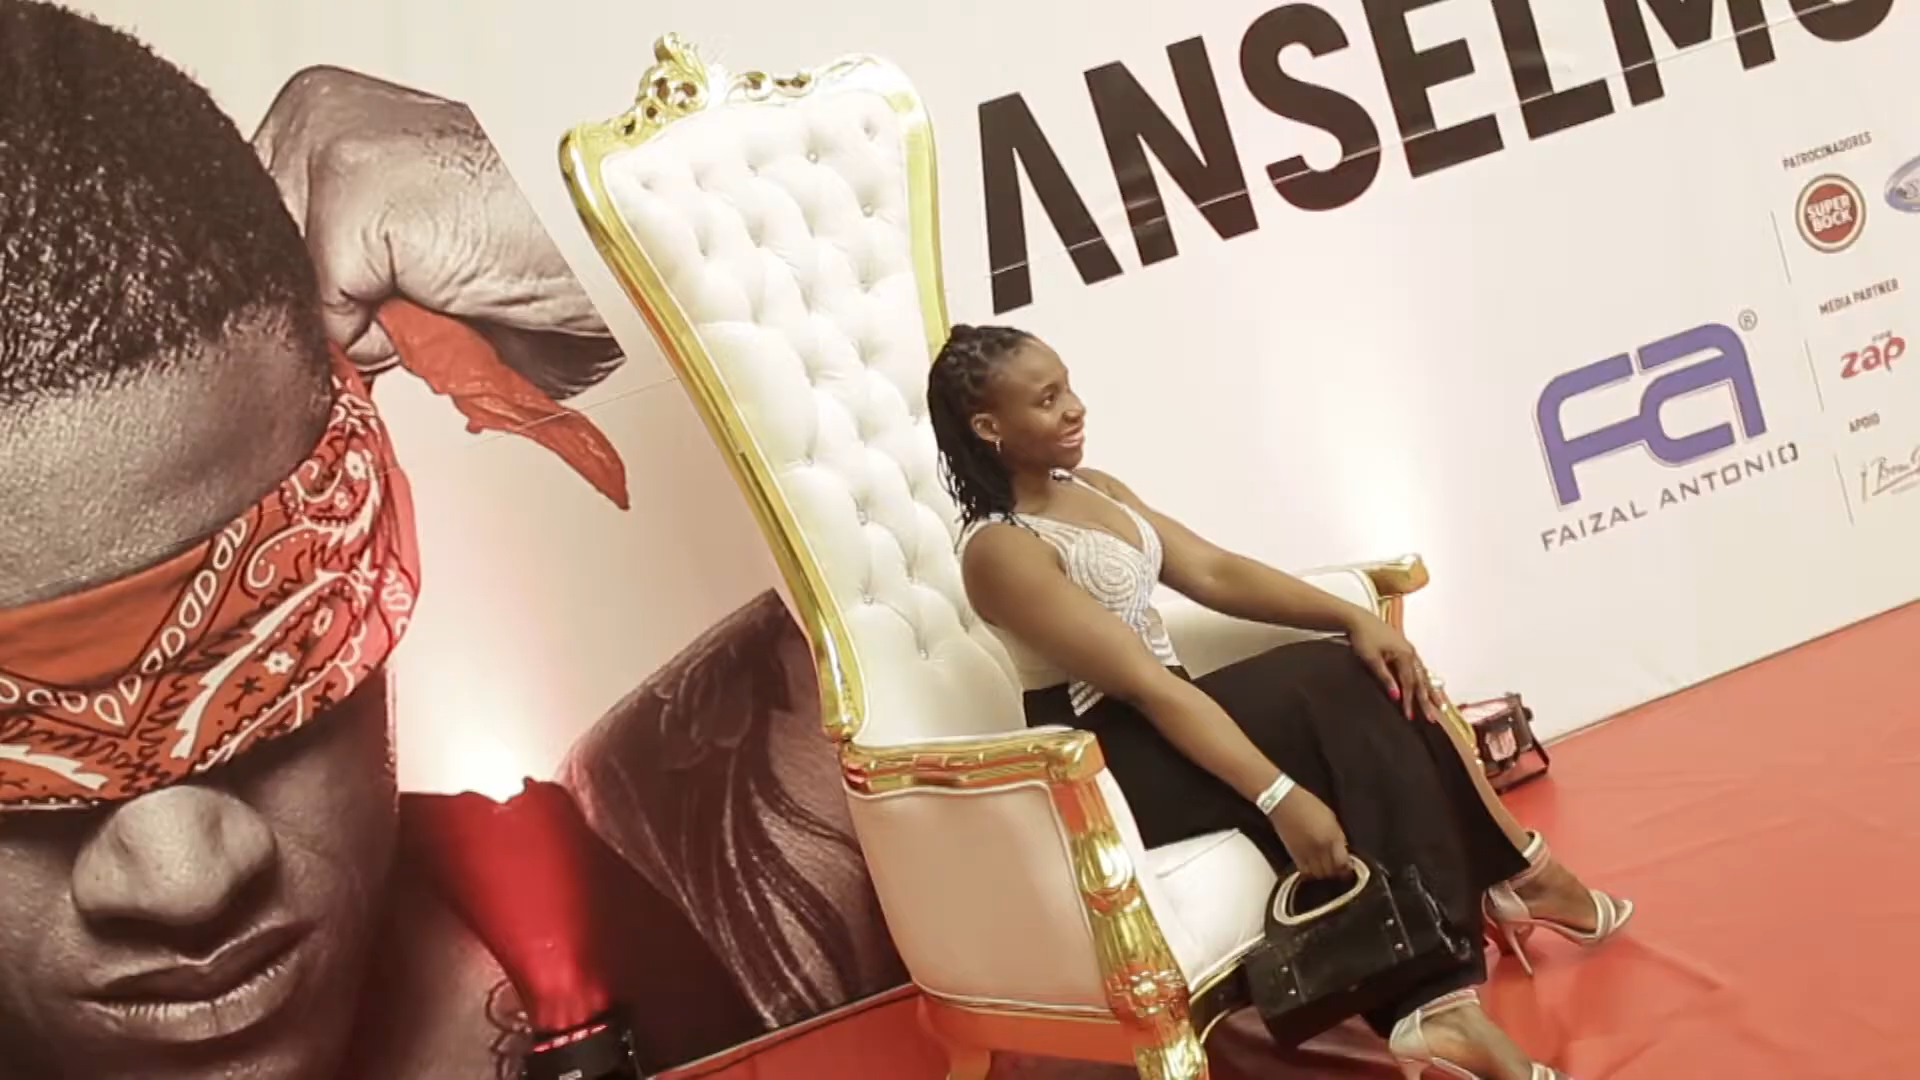 ANSELMO
PATROCINADORES
SUPER
BOCK
fa®
FAIZAL ANTONIO
MEDIA PARTNER
zap
APOIO